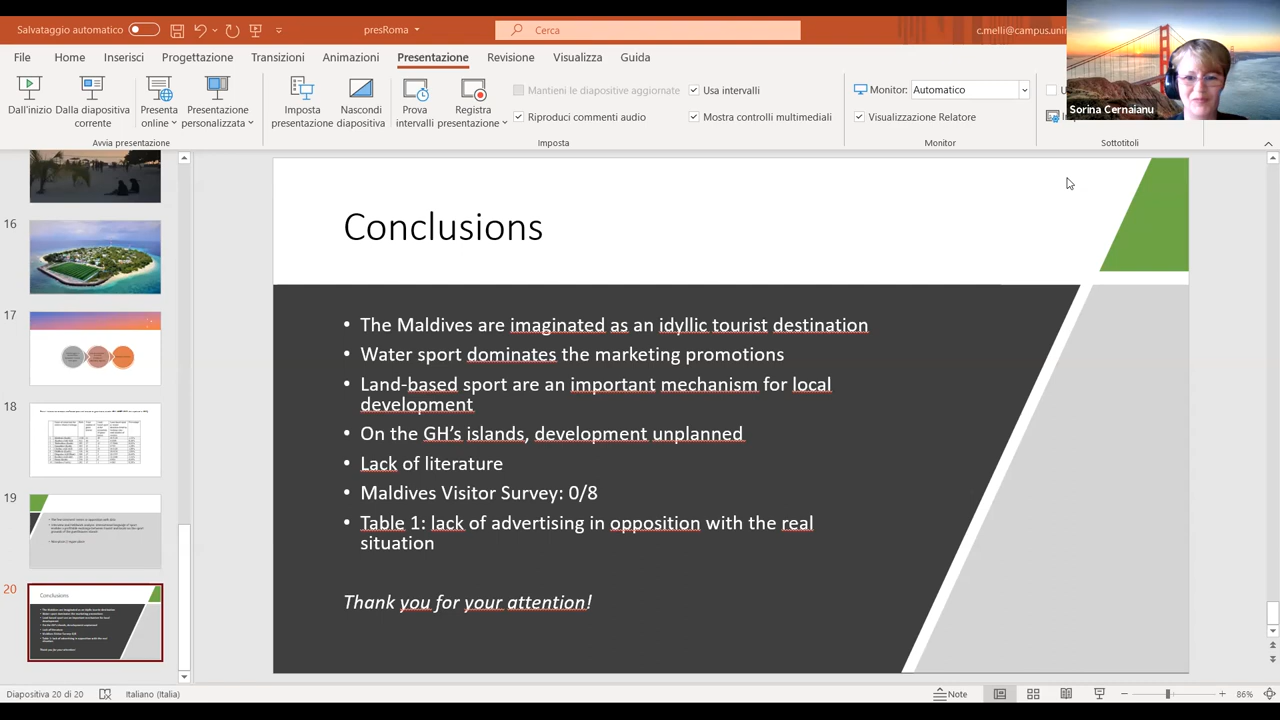 Salvataggio automatico
presRoma
Cerca
c.melli@campus.unim
File
Home
Inserisci
Progettazione
Transizioni
Animazioni
Presentazione
Revisione
Visualizza
Guida
Sorina Cernaianu
Dall'inizio
Dalla diapositiva corrente
Presenta online
Presentazione personalizzata
Imposta presentazione
Nascondi diapositiva
Prova intervalli
Registra presentazione
Mantieni le diapositive aggiornate
Usa intervalli
Riproduci commenti audio
Mostra controlli multimediali
Monitor:
Automatico
Visualizzazione Relatore
Avvia presentazione
Imposta
Monitor
Sottotitoli
16
17
18
19
20
Conclusions
• The Maldives are imaginated as an idyllic tourist destination
• Water sport dominates the marketing promotions
• Land-based sport are an important mechanism for local
development
• On the GH's islands, development unplanned
• Lack of literature
• Maldives Visitor Survey: 0/8
• Table 1: lack of advertising in opposition with the real
situation
Thank you for your attention!
Diapositiva 20 di 20
Italiano (Italia)
Note
86%